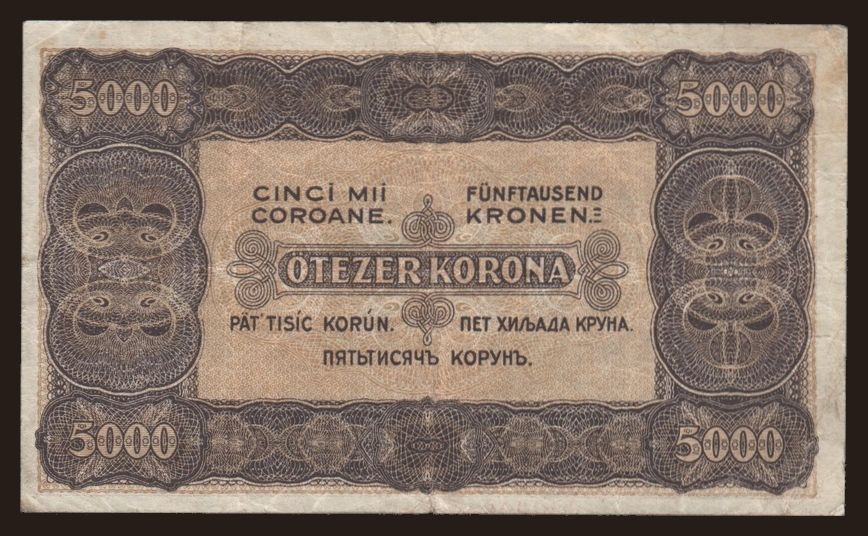 5000 5000
CINCI MII
COROANE.
FÜNFTAUSEND
KRONEN.
ÖTEZER KORONA
PÄŤ TISÍC KORÚN.
ПЕТ ХИЉАДА КРУНА.
ПЯТЬТИСЯЧЪ КОРУНЪ.
5000 5000